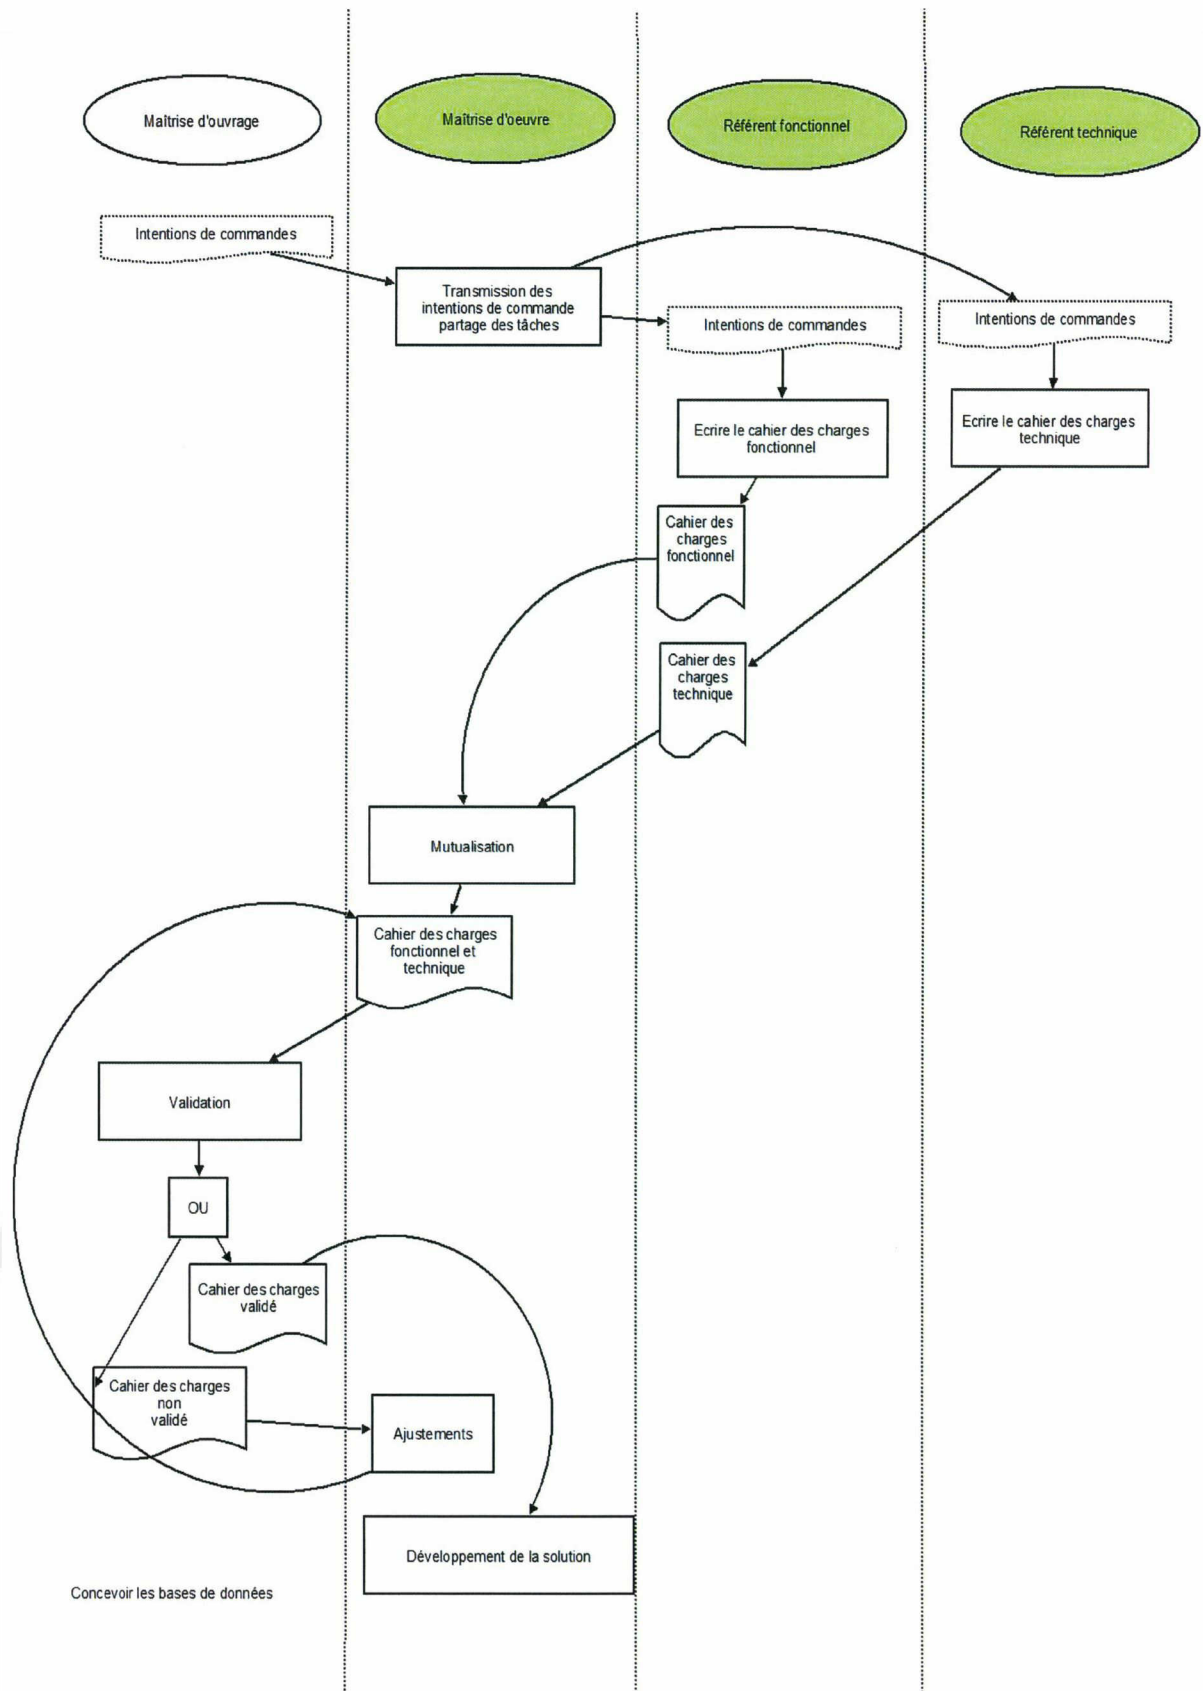 Maîtrise d'ouvrage
Maîtrise d'oeuvre
Référent fonctionnel
Référent technique
Intentions de commandes
Transmission des
intentions de commande
partage des tâches
Intentions de commandes
Intentions de commandes
Ecrire le cahier des charges
fonctionnel
Ecrire le cahier des charges
technique
Cahier des
charges
fonctionnel
Cahier des
charges
technique
Mutualisation
Cahier des charges
fonctionnel et
technique
Validation
OU
Cahier des charges
validé
Cahier des charges
non
validé
Ajustements
Développement de la solution
Concevoir les bases de données